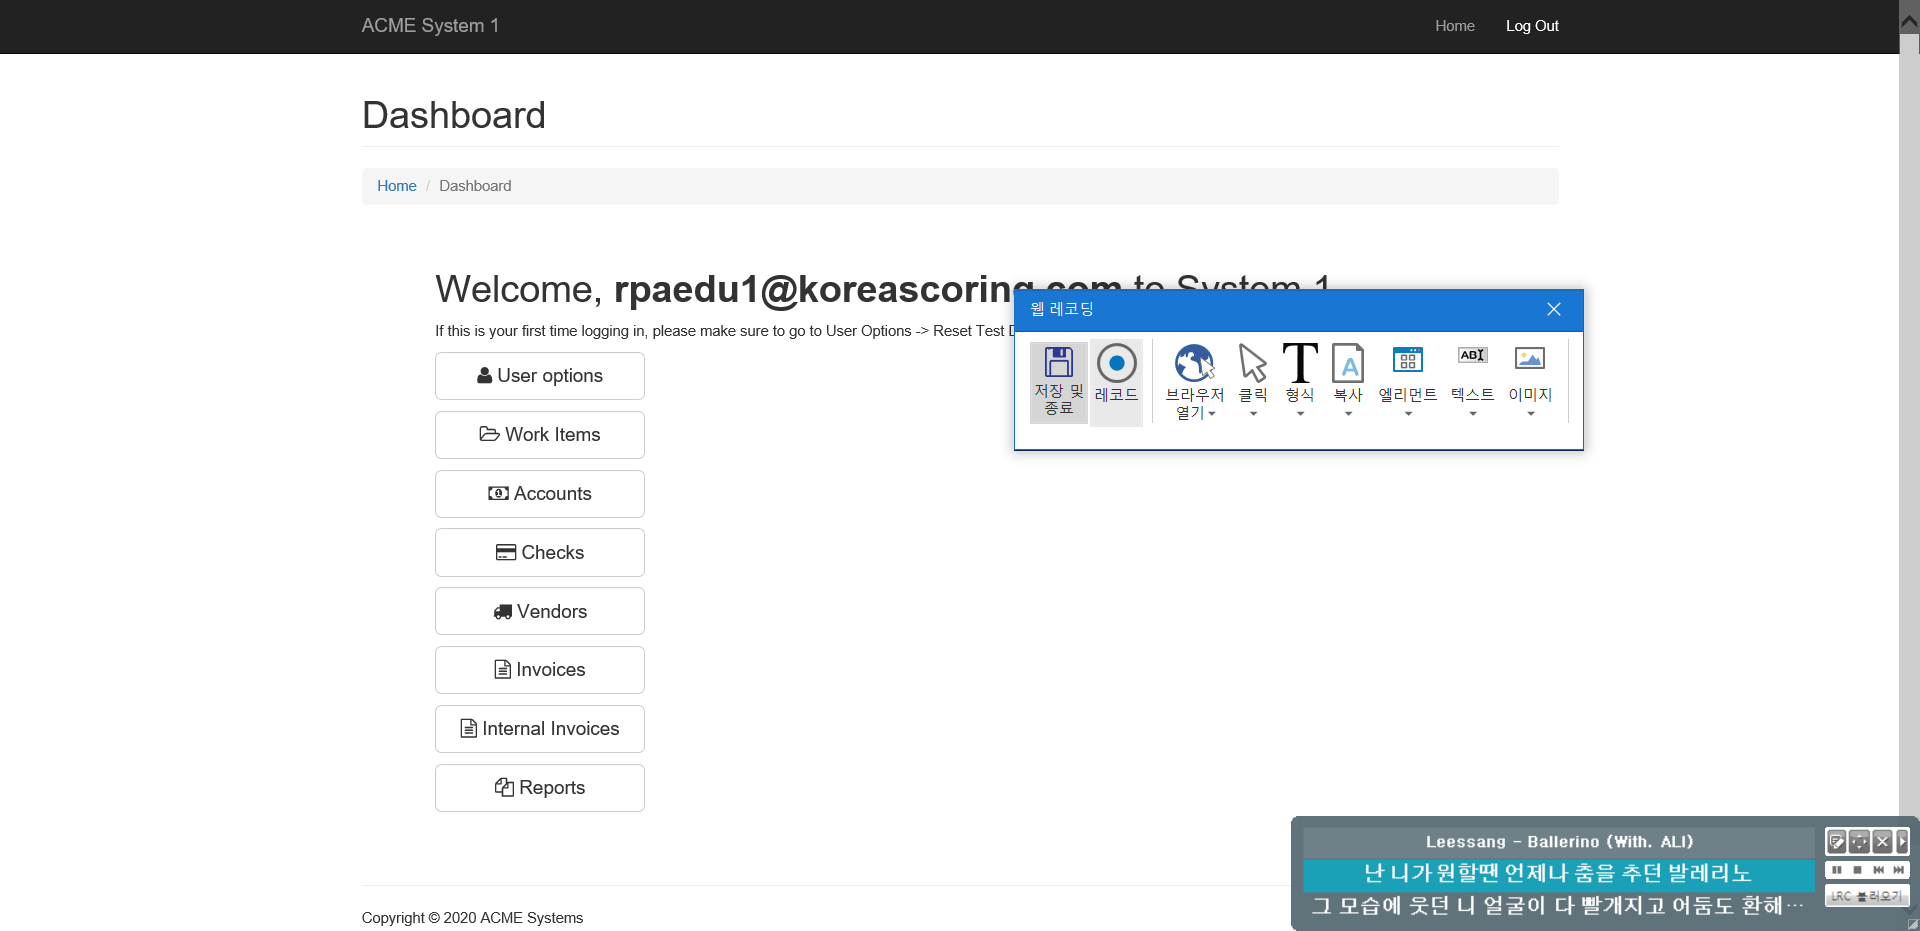 ACME System 1
Home
Log Out
Dashboard
Home / Dashboard
Welcome, rpaedu1@koreascoring.com to System 1
If this is your first time logging in, please make sure to go to User Options -> Reset Test
웹 레코딩
저장 및
종료
레코드
브라우저
열기
클릭
형식
복사
엘리먼트
텍스트
이미지
User options
Work Items
Accounts
Checks
Vendors
Invoices
Internal Invoices
Reports
Leessang - Ballerino (With. ALI)
난 니가 원할땐 언제나 춤을 추던 발레리노
그 모습에 웃던 니 얼굴이 다 빨개지고 어둠도 환해…
LRC 불러오기
Copyright © 2020 ACME Systems